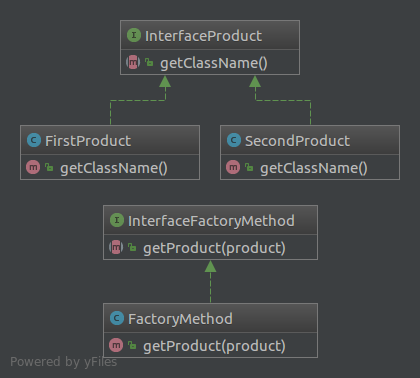 I InterfaceProduct
m getClassName()
C FirstProduct
m getClassName()
C SecondProduct
m getClassName()
I InterfaceFactoryMethod
m getProduct(product)
C FactoryMethod
m getProduct(product)
Powered by yFiles